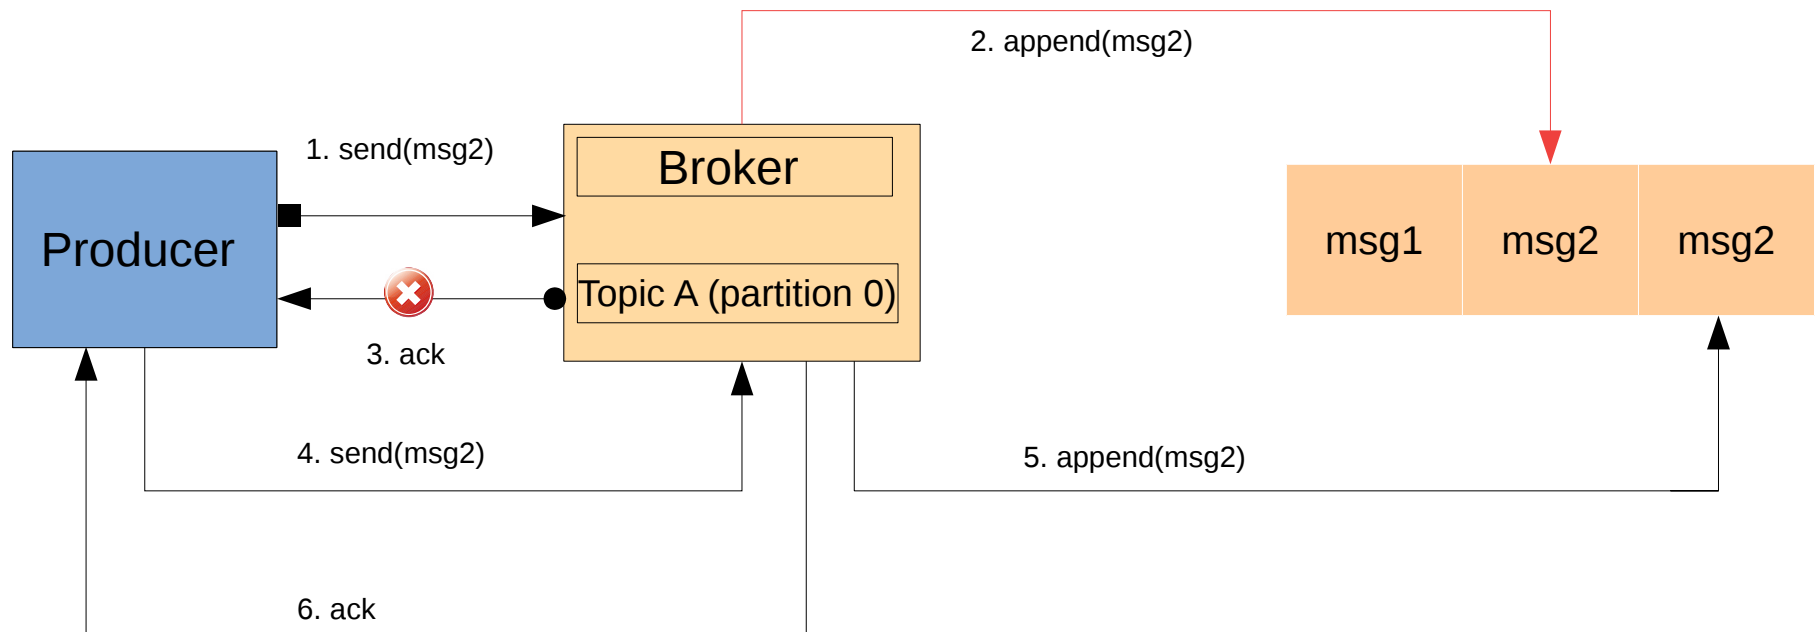 2. append(msg2)
1. send(msg2)
Broker
Producer
msg1
msg2
msg2
Topic A (partition 0)
3. ack
4. send(msg2)
5. append(msg2)
6. ack